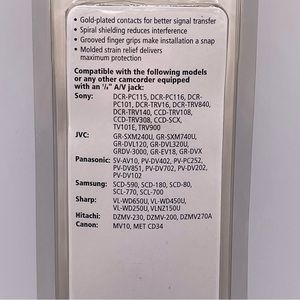 • Gold-plated contacts for better signal transfer
• Spiral shielding reduces interference
• Grooved finger grips make installation a snap
• Molded strain relief delivers
maximum protection
Compatible with the following models
or any other camcorder equipped
with an 1/8" A/V jack:
Sony: DCR-PC115, DCR-PC116, DCR-
PC101, DCR-TRV16, DCR-TRV840,
DCR-TRV140, CCD-TRV108,
CCD-TRV308, CCD-SCX,
TV101E, TRV900
JVC: GR-SXM240U, GR-SXM740U,
GR-DVL120, GR-DVL320U,
GRDV-3000, GR-EV18, GR-DVX
Panasonic: SV-AV10, PV-DV402, PV-PC252,
PV-DV851, PV-DV702, PV-DV202,
PV-DV102
Samsung: SCD-590, SCD-180, SCD-80,
SCL-770, SCL-700
Sharp: VL-WD650U, VL-WD450U,
VL-WD250U, VLNZ150U
Hitachi: DZMV-230, DZMV-200, DZMV270A
Canon: MV10, MET CD34